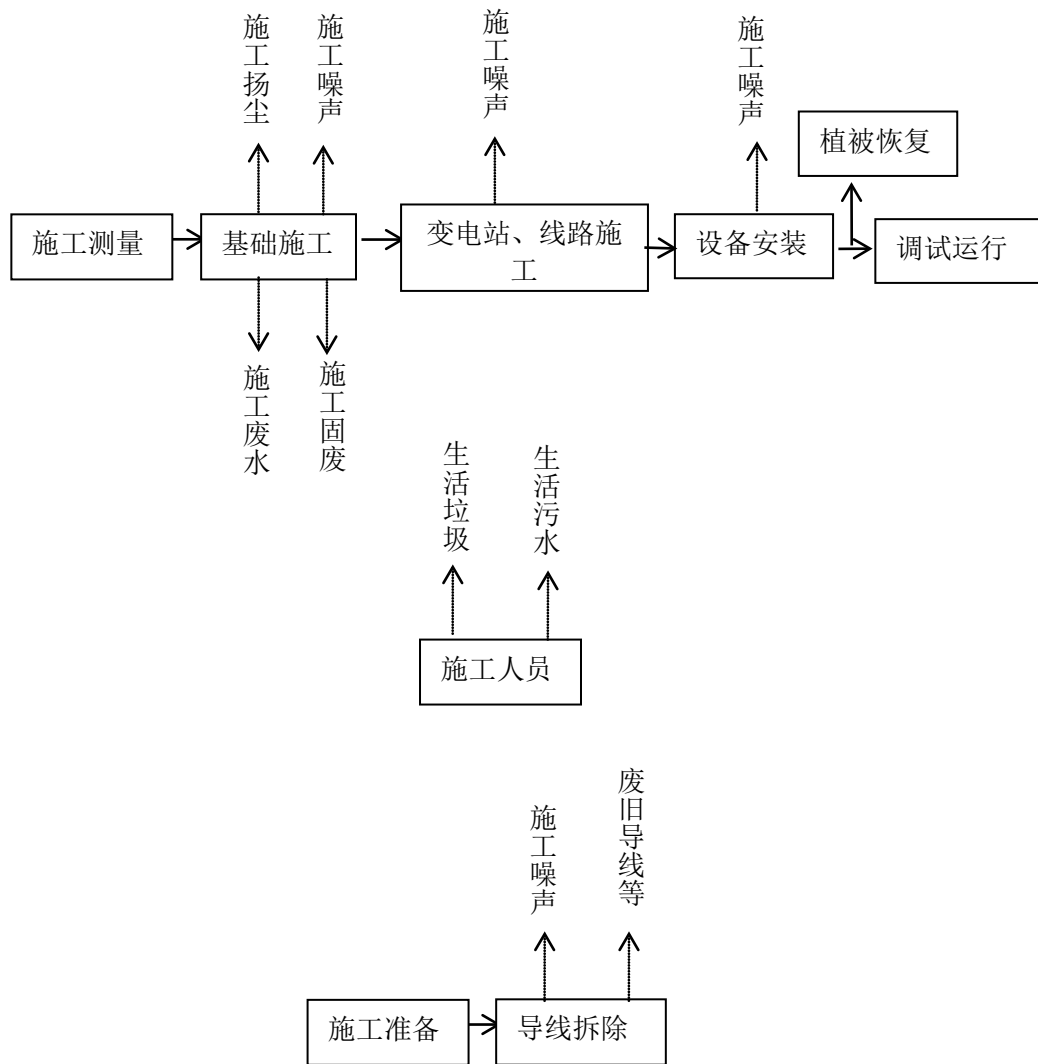 施工扬尘
施工噪声
施工噪声
施工噪声
植被恢复
施工测量
基础施工
变电站、线路施
工
设备安装
调试运行
施工废水
施工固废
生活垃圾
生活污水
施工人员
施工噪声
废旧导线等
施工准备
导线拆除